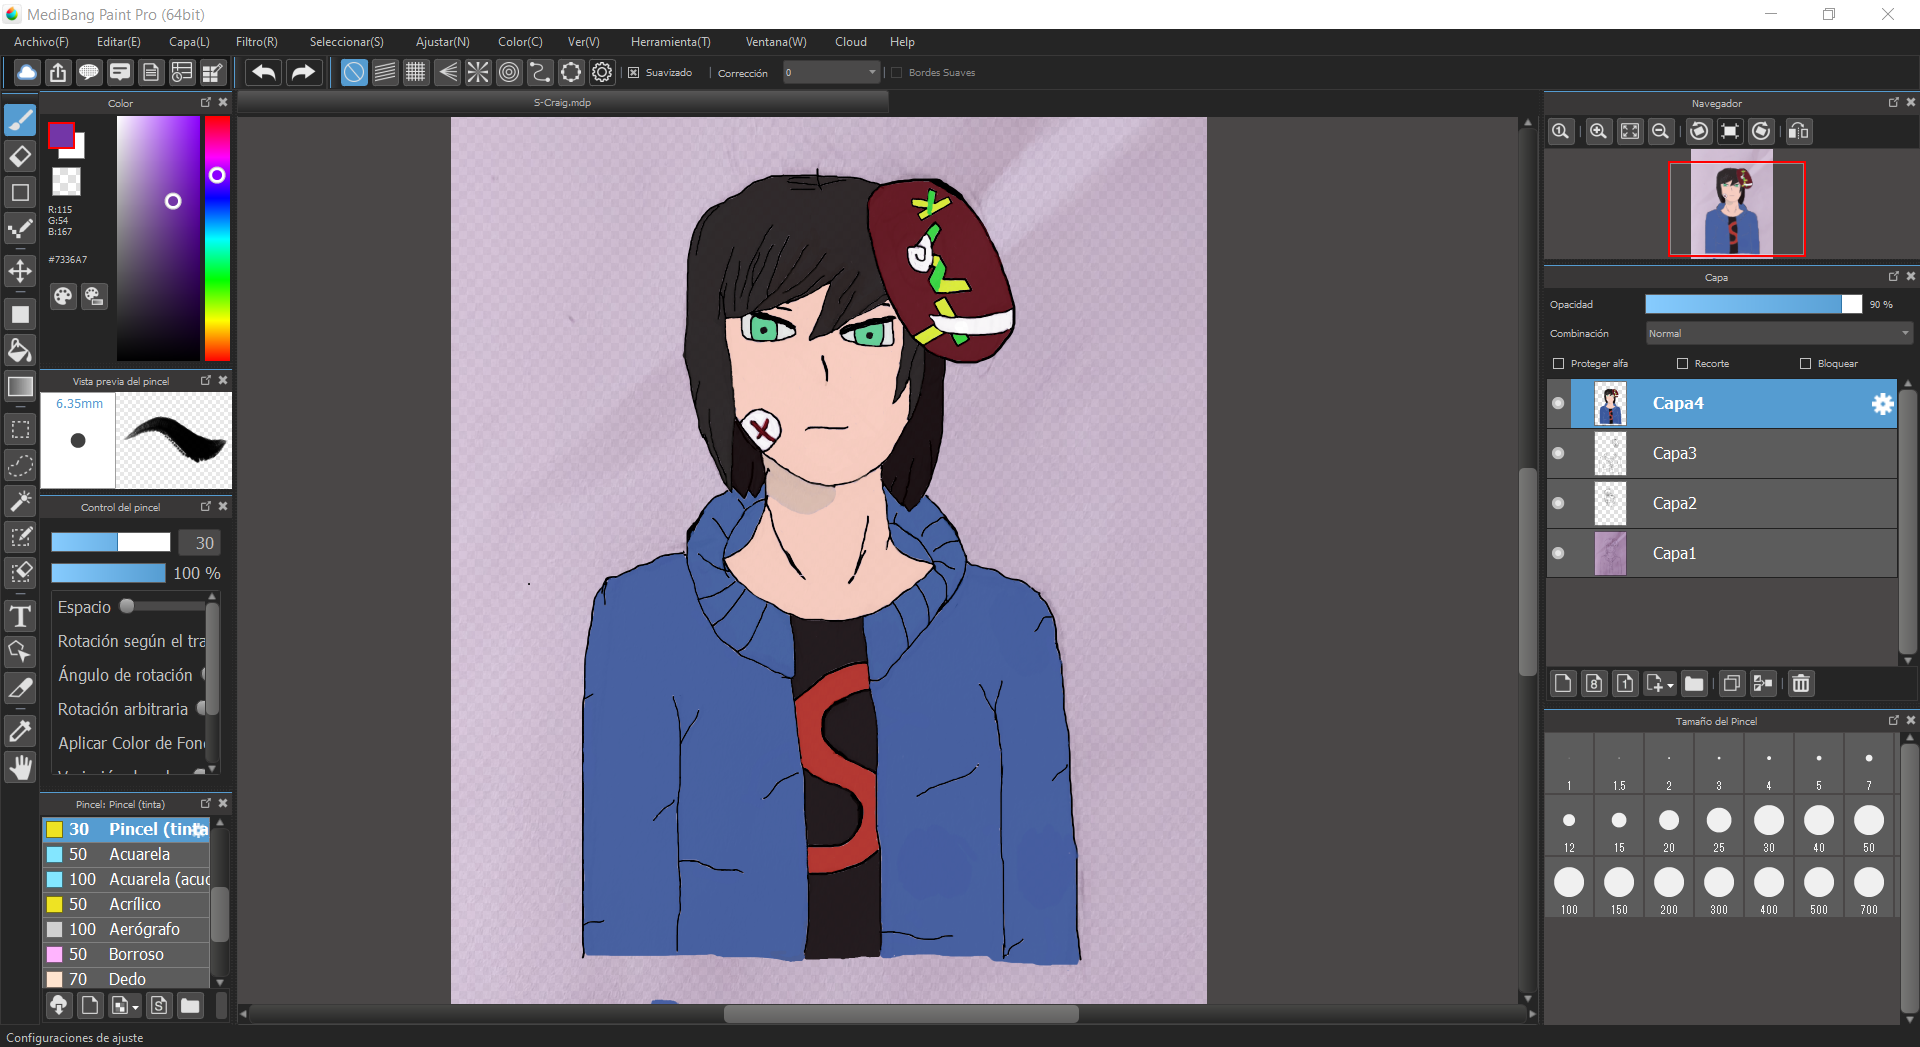 MediBang Paint Pro (64bit)
Archivo(F) Editar(E) Capa(L) Filtro(R) Seleccionar(S) Ajustar(N) Color(C) Ver(V) Herramienta(T) Ventana(W) Cloud Help
Suavizado Corrección 0 Bordes Suaves
Color
S-Craig.mdp
Navegador
R:115
G:54
B:167
#7336A7
Capa
Opacidad 90 %
Combinación Normal
Proteger alfa Recorte Bloquear
Capa4
Capa3
Capa2
Capa1
Vista previa del pincel
6.35mm
Control del pincel
30
100 %
Espacio
Rotación según el tra
Ángulo de rotación
Rotación arbitraria
Aplicar Color de Fon
Pincel: Pincel (tinta)
30 Pincel (tinta
50 Acuarela
100 Acuarela (acuo
50 Acrílico
100 Aerógrafo
50 Borroso
70 Dedo
Tamaño del Pincel
1 1.5 2 3 4 5 7
12 15 20 25 30 40 50
100 150 200 300 400 500 700
S
Configuraciones de ajuste